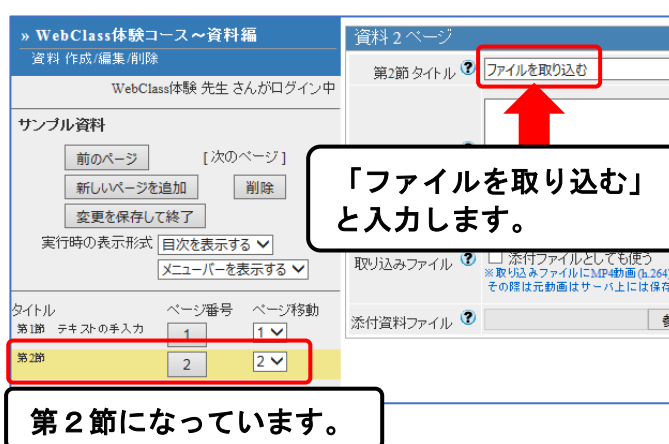 » WebClass体験コース～資料編
資料 作成/編集/削除
WebClass体験 先生 さんがログイン中
サンプル資料
前のページ [次のページ]
新しいページを追加 削除
変更を保存して終了
実行時の表示形式 目次を表示する
メニューバーを表示する
タイトル ページ番号 ページ移動
第1節 テキストの手入力 1 1
第2節 2 2
第２節になっています。
資料 2 ページ
第2節 タイトル ? ファイルを取り込む
「ファイルを取り込む」
と入力します。
取り込みファイル ? 添付ファイルとしても使う
※取り込みファイルにMP4動画(h.264)
その際は元動画はサーバ上には保存
添付資料ファイル ?